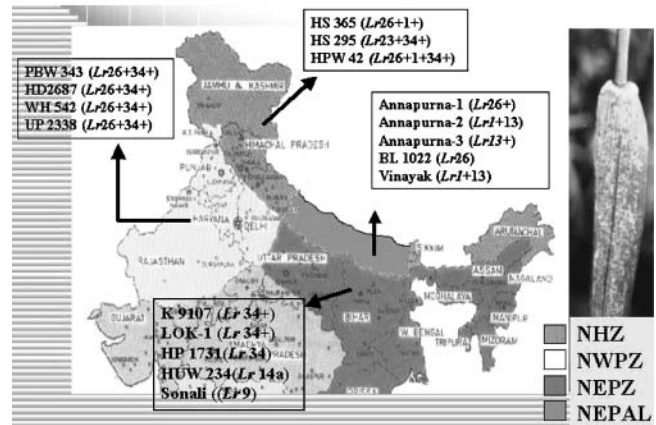 HS 365 (Lr26+1+)
HS 295 (Lr23+34+)
HPW 42 (Lr26+1+34+)
PBW 343 (Lr26+34+)
HD2687 (Lr26+34+)
WH 542 (Lr26+34+)
UP 2338 (Lr26+34+)
Annapurna-1 (Lr26+)
Annapurna-2 (Lr1+13)
Annapurna-3 (Lr13+)
BL 1022 (Lr26)
Vinayak (Lr1+13)
JAMMU & KASHMIR
HIMACHAL PRADESH
PUNJAB
HARYANA
DELHI
RAJASTHAN
UTTAR PRADESH
SIKKIM
ARUNACHAL
ASSAM
NAGALAND
MEGHALAYA
MANIPUR
TRIPURA
MIZORAM
BIHAR
W. BENGAL
GUJARAT
PRADESH
K 9107 (Lr 34+)
LOK-1 (Lr 34+)
HP 1731(Lr 34)
HUW 234(Lr 14a)
Sonali ((Lr 9)
NHZ
NWPZ
NEPZ
NEPAL